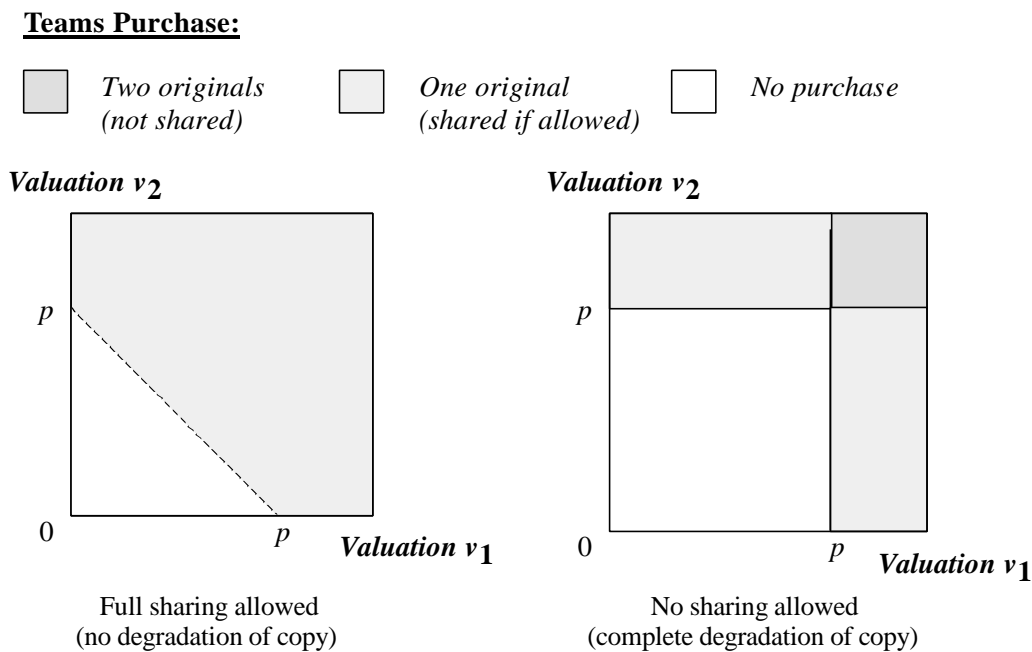 Teams Purchase:
Two originals
(not shared)
One original
(shared if allowed)
No purchase
Valuation v2
p
0
p
Valuation v1
Full sharing allowed
(no degradation of copy)
Valuation v2
p
0
p
Valuation v1
No sharing allowed
(complete degradation of copy)